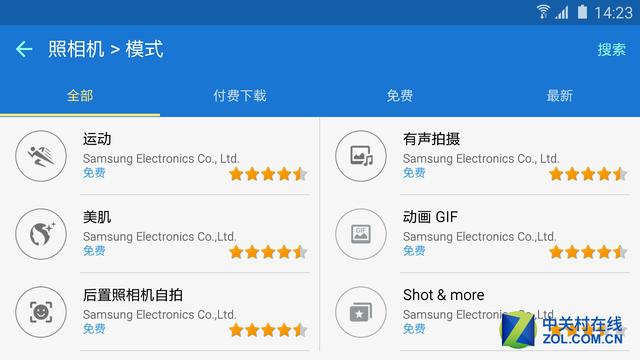 14:23
照相机 > 模式
搜索
全部
付费下载
免费
最新
运动
Samsung Electronics Co., Ltd.
免费
有声拍摄
Samsung Electronics Co., Ltd.
免费
美肌
Samsung Electronics Co.,Ltd.
免费
动画 GIF
Samsung Electronics Co.,Ltd.
免费
后置照相机自拍
Samsung Electronics Co.,Ltd.
免费
Shot & more
Samsung Electronics Co.,Ltd.
免费
GIF
Z
中关村在线
ZOL.COM.CN